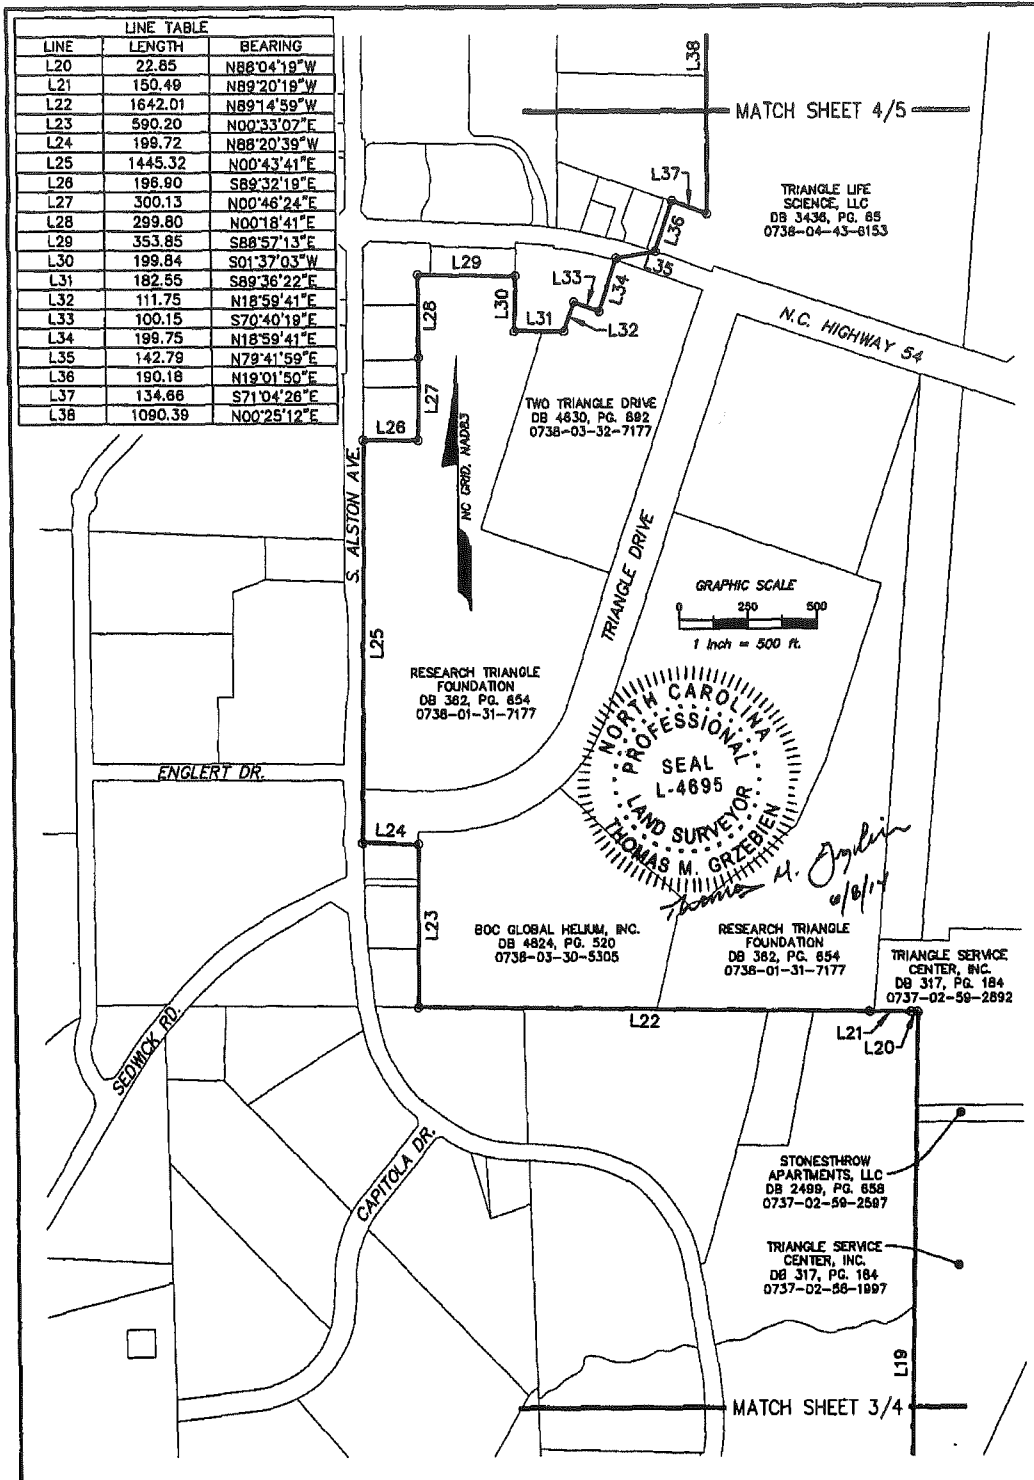 LINE TABLE
LINE LENGTH BEARING
L20 22.85 N88°04'19"W
L21 150.49 N89°20'19"W
L22 1642.01 N89°14'59"W
L23 590.20 N00°33'07"E
L24 199.72 N88°20'39"W
L25 1445.32 N00°43'41"E
L26 196.90 S89°32'19"E
L27 300.13 N00°46'24"E
L28 299.80 N00°18'41"E
L29 353.85 S88°57'13"E
L30 199.84 S01°37'03"W
L31 182.55 S89°36'22"E
L32 111.75 N18°59'41"E
L33 100.15 S70°40'19"E
L34 199.75 N18°59'41"E
L35 142.79 N79°41'59"E
L36 190.18 N19°01'50"E
L37 134.66 S71°04'26"E
L38 1090.39 N00°25'12"E
L38
MATCH SHEET 4/5
L37
TRIANGLE LIFE
SCIENCE, LLC
DB 3436, PG. 65
0738-04-43-6153
L36
L35
L29
L33
L34
L28
L30
L31
L32
N.C. HIGHWAY 54
L27
TWO TRIANGLE DRIVE
DB 4630, PG. 892
0738-03-32-7177
L26
NC GRID, NAD83
S. ALSTON AVE.
TRIANGLE DRIVE
GRAPHIC SCALE
0 250 500
1 inch = 500 ft.
L25
RESEARCH TRIANGLE
FOUNDATION
DB 362, PG. 654
0738-01-31-7177
NORTH CAROLINA
PROFESSIONAL
SEAL
L-4695
LAND SURVEYOR
THOMAS M. GRZEBIEN
ENGLERT DR.
L24
Thomas M. Grzebien
6/8/14
L23
BOC GLOBAL HELIUM, INC.
DB 4824, PG. 520
0738-03-30-5305
RESEARCH TRIANGLE
FOUNDATION
DB 362, PG. 654
0738-01-31-7177
TRIANGLE SERVICE
CENTER, INC.
DB 317, PG. 184
0737-02-59-2892
L22
L21
L20
SEDWICK RD.
CAPITOLA DR.
STONESTHROW
APARTMENTS, LLC
DB 2499, PG. 658
0737-02-59-2597
TRIANGLE SERVICE
CENTER, INC.
DB 317, PG. 184
0737-02-58-1997
L19
MATCH SHEET 3/4